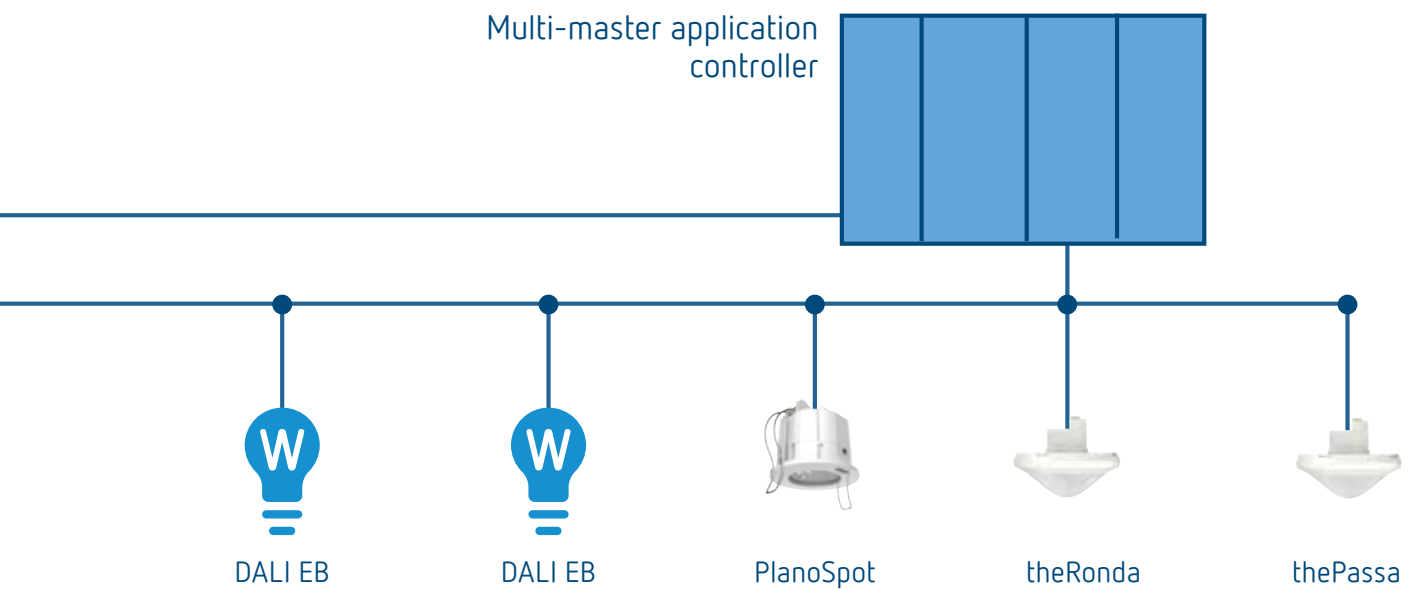 Multi-master application
controller
W
W
DALI EB
DALI EB
PlanoSpot
theRonda
thePassa